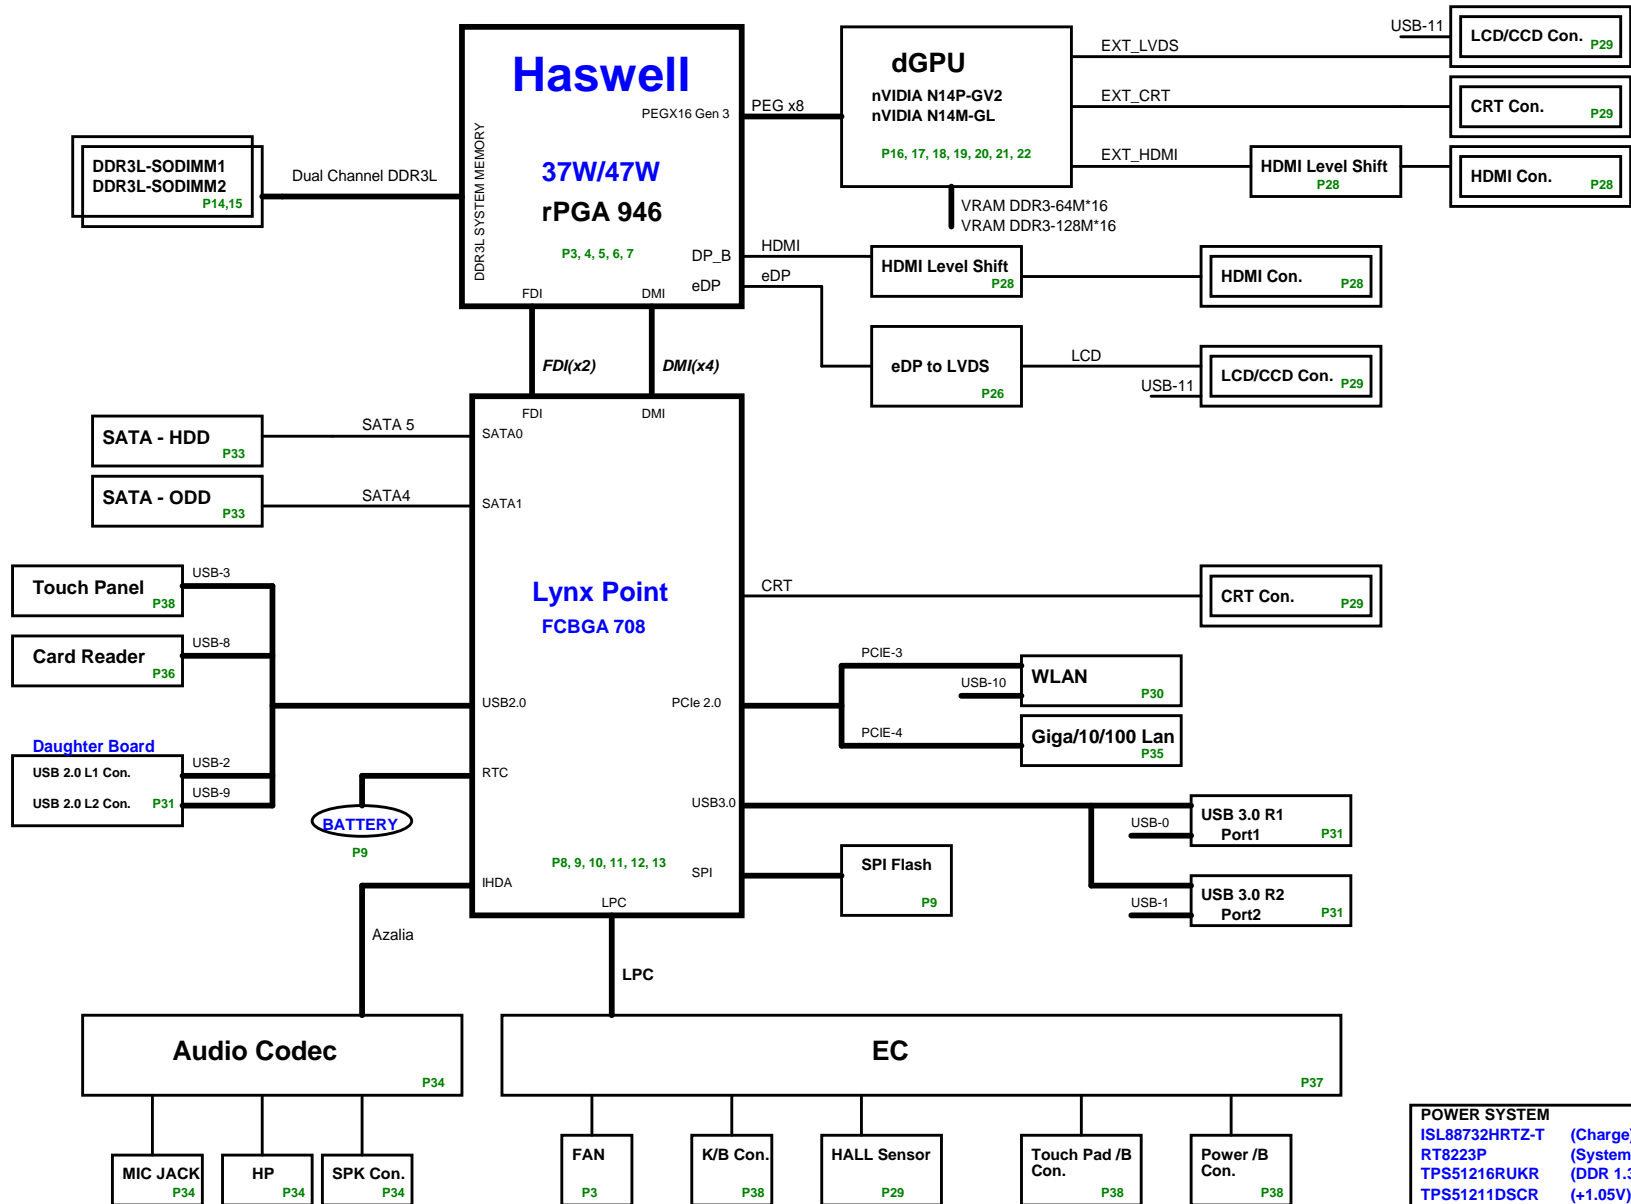 Haswell
PEGX16 Gen 3
DDR3L SYSTEM MEMORY
37W/47W
rPGA 946
P3, 4, 5, 6, 7
DP_B
eDP
FDI
DMI
DDR3L-SODIMM1
DDR3L-SODIMM2
P14,15
Dual Channel DDR3L
PEG x8
dGPU
nVIDIA N14P-GV2
nVIDIA N14M-GL
P16, 17, 18, 19, 20, 21, 22
VRAM DDR3-64M*16
VRAM DDR3-128M*16
EXT_LVDS
USB-11
LCD/CCD Con.
P29
EXT_CRT
CRT Con.
P29
EXT_HDMI
HDMI Level Shift
P28
HDMI Con.
P28
HDMI
HDMI Level Shift
P28
HDMI Con.
P28
eDP
eDP to LVDS
P26
LCD
USB-11
LCD/CCD Con.
P29
FDI(x2)
DMI(x4)
FDI
DMI
SATA - HDD
P33
SATA 5
SATA0
SATA - ODD
P33
SATA4
SATA1
Touch Panel
P38
USB-3
Card Reader
P36
USB-8
Lynx Point
FCBGA 708
CRT
CRT Con.
P29
USB2.0
PCIe 2.0
PCIE-3
USB-10
WLAN
P30
PCIE-4
Giga/10/100 Lan
P35
Daughter Board
USB 2.0 L1 Con.
USB-2
USB 2.0 L2 Con.
P31
USB-9
RTC
BATTERY
P9
USB3.0
USB-0
USB 3.0 R1
Port1
P31
USB-1
USB 3.0 R2
Port2
P31
P8, 9, 10, 11, 12, 13
SPI
SPI Flash
P9
IHDA
LPC
Azalia
LPC
Audio Codec
P34
EC
P37
MIC JACK
P34
HP
P34
SPK Con.
P34
FAN
P3
K/B Con.
P38
HALL Sensor
P29
Touch Pad /B
Con.
P38
Power /B
Con.
P38
POWER SYSTEM
ISL88732HRTZ-T (Charge)
RT8223P (System
TPS51216RUKR (DDR 1.3
TPS51211DSCR (+1.05V)